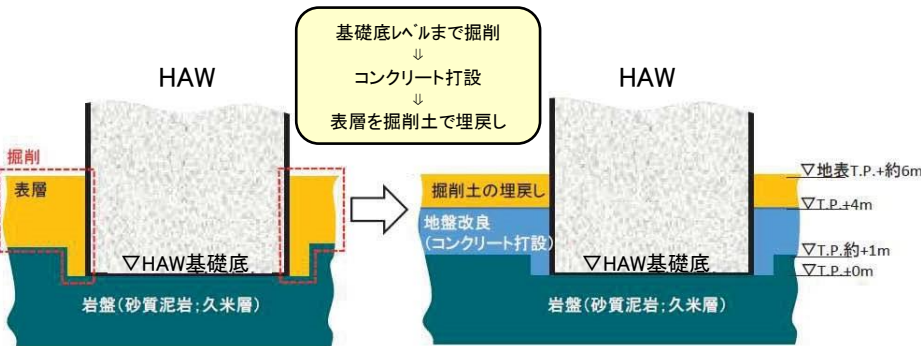 基礎底レベルまで掘削
⇓
コンクリート打設
⇓
表層を掘削土で埋戻し
HAW
掘削
表層
▽HAW基礎底
岩盤(砂質泥岩;久米層)
HAW
掘削土の埋戻し
地盤改良
(コンクリート打設)
▽HAW基礎底
岩盤(砂質泥岩;久米層)
▽地表T.P.+約6m
▽T.P.+4m
▽T.P.約+1m
▽T.P.±0m